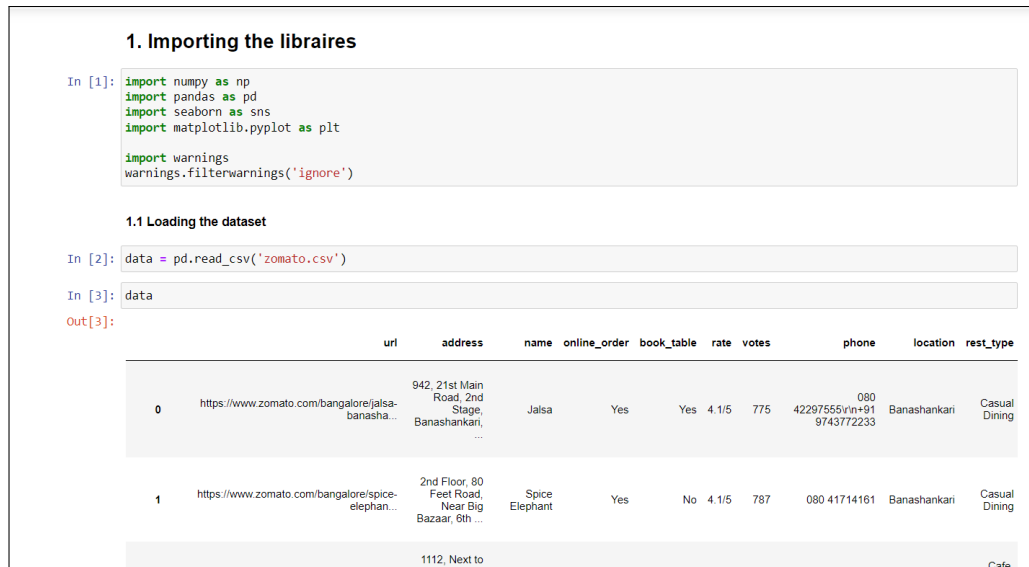 1. Importing the libraires
In [1]: import numpy as np
import pandas as pd
import seaborn as sns
import matplotlib.pyplot as plt
import warnings
warnings.filterwarnings('ignore')
1.1 Loading the dataset
In [2]: data = pd.read_csv('zomato.csv')
In [3]: data
Out[3]:
url address name online_order book_table rate votes phone location rest_type
0 https://www.zomato.com/bangalore/jalsa-
banasha...
942, 21st Main
Road, 2nd
Stage,
Banashankari,
...
Jalsa Yes Yes 4.1/5 775
080
42297555\r\n+91
9743772233
Banashankari
Casual
Dining
1 https://www.zomato.com/bangalore/spice-
elephan...
2nd Floor, 80
Feet Road,
Near Big
Bazaar, 6th ...
Spice
Elephant
Yes No 4.1/5 787 080 41714161 Banashankari
Casual
Dining
1112, Next to
Cafe,